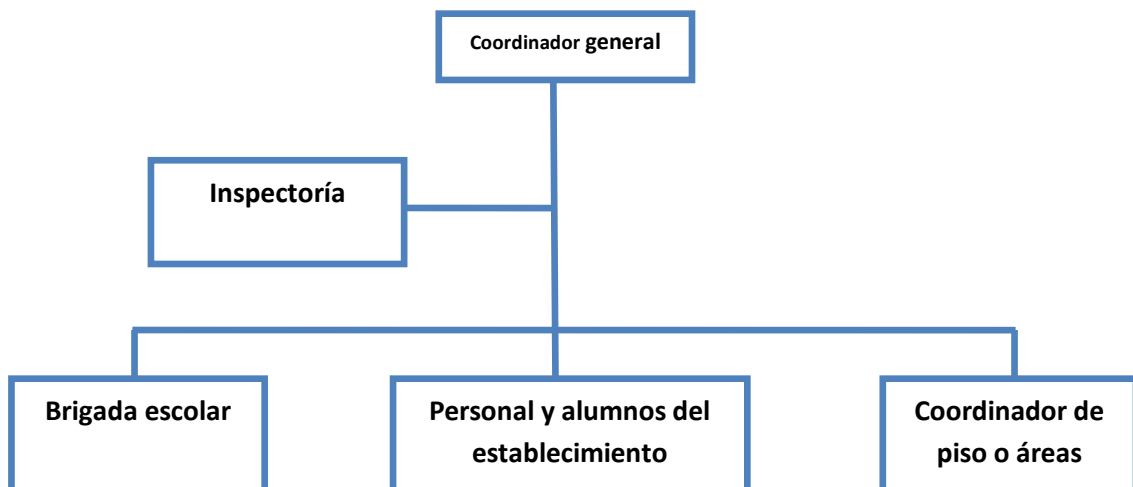 Coordinador general
Inspectoría
Brigada escolar
Personal y alumnos del
establecimiento
Coordinador de
piso o áreas